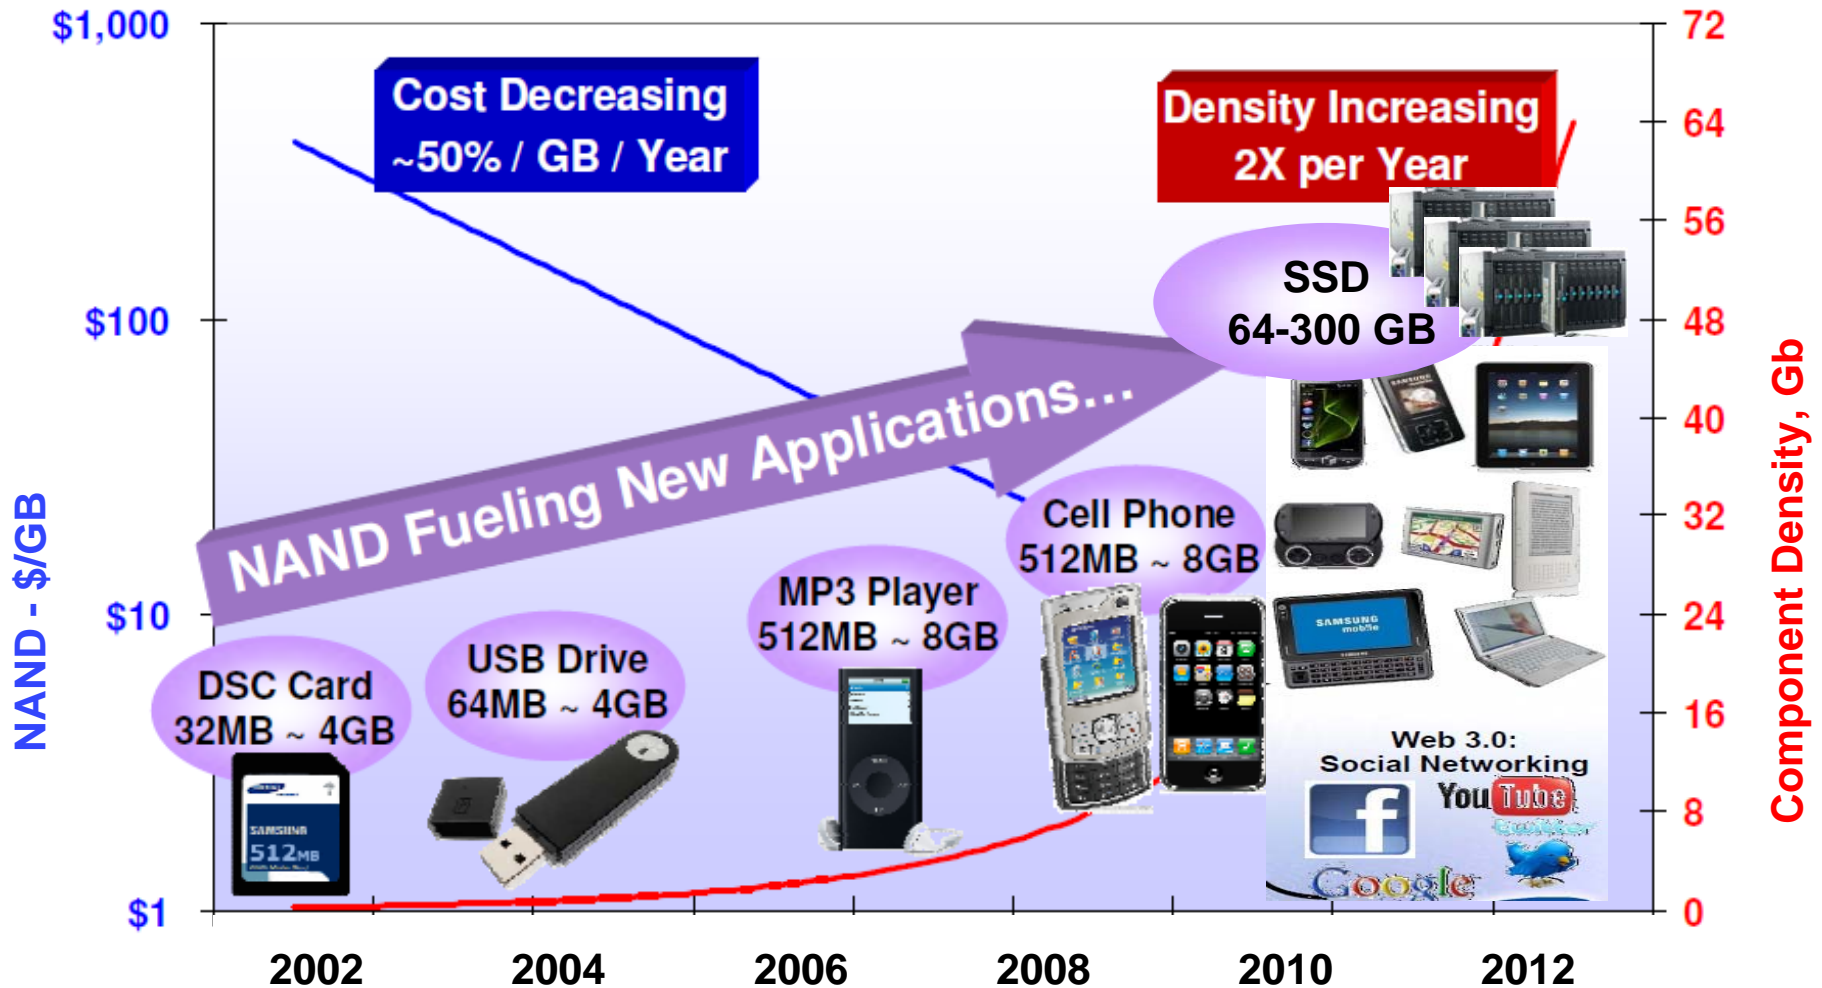 $1,000
$100
$10
$1
NAND - $/GB
Cost Decreasing
~50% / GB / Year
Density Increasing
2X per Year
72
64
56
48
40
32
24
16
8
0
Component Density, Gb
NAND Fueling New Applications...
SSD
64-300 GB
Cell Phone
512MB ~ 8GB
MP3 Player
512MB ~ 8GB
USB Drive
64MB ~ 4GB
DSC Card
32MB ~ 4GB
SAMSUNG
512MB
SAMSUNG
SAMSUNG
mobile
Web 3.0:
Social Networking
f
YouTube
twitter
Google
2002
2004
2006
2008
2010
2012